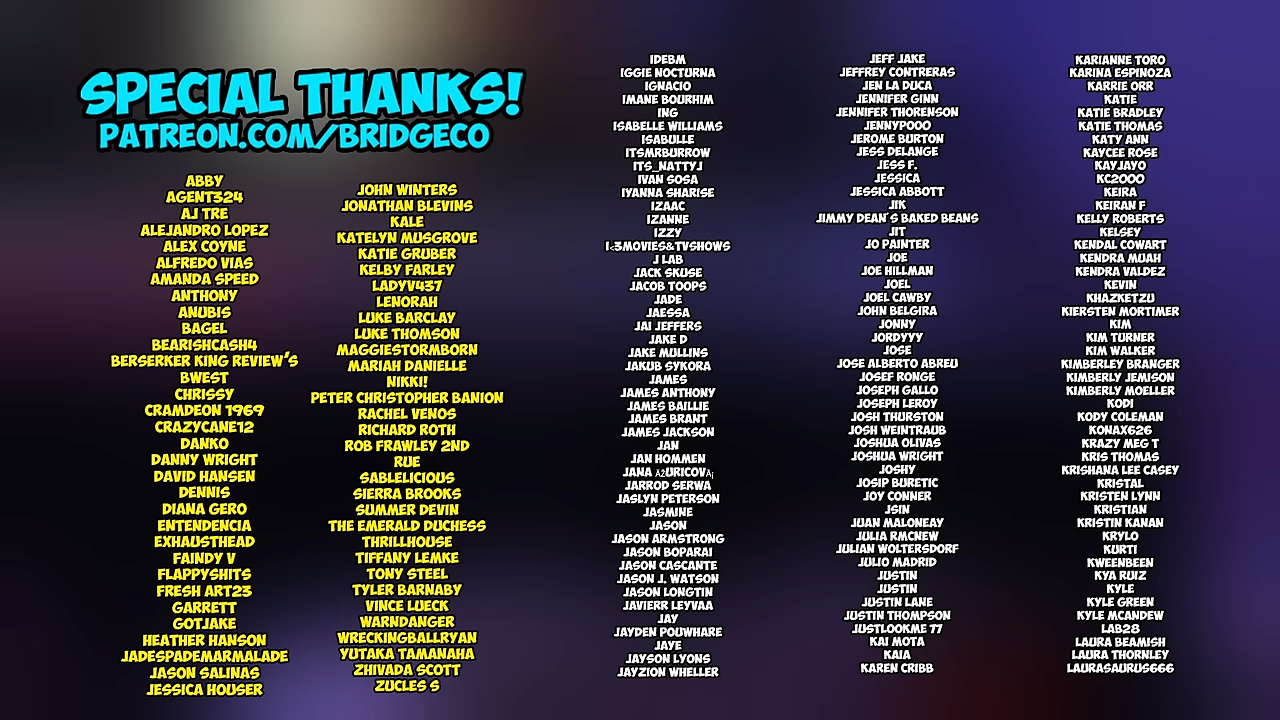 SPECIAL THANKS!
PATREON.COM/BRIDGECO
ABBY
AGENT324
AJ TRE
ALEJANDRO LOPEZ
ALEX COYNE
ALFREDO VIAS
AMANDA SPEED
ANTHONY
ANUBIS
BAGEL
BEARISHCASH4
BERSERKER KING REVIEW'S
BWEST
CHRISSY
CRAMDEON 1969
CRAZYCANE12
DANKO
DANNY WRIGHT
DAVID HANSEN
DENNIS
DIANA GERO
ENTENDENCIA
EXHAUSTHEAD
FAINDY V
FLAPPYSHITS
FRESH ART23
GARRETT
GOTJAKE
HEATHER HANSON
JADESPADEMARMALADE
JASON SALINAS
JESSICA HOUSER
JOHN WINTERS
JONATHAN BLEVINS
KALE
KATELYN MUSGROVE
KATIE GRUBER
KELBY FARLEY
LADYV437
LENORAH
LUKE BARCLAY
LUKE THOMSON
MAGGIESTORMBORN
MARIAH DANIELLE
NIKKI!
PETER CHRISTOPHER BANION
RACHEL VENOS
RICHARD ROTH
ROB FRAWLEY 2ND
RUE
SABLELICIOUS
SIERRA BROOKS
SUMMER DEVIN
THE EMERALD DUCHESS
THRILLHOUSE
TIFFANY LEMKE
TONY STEEL
TYLER BARNABY
VINCE LUECK
WARNDANGER
WRECKINGBALLRYAN
YUTAKA TAMANAHA
ZHIVADA SCOTT
ZUCLES S
IDEBM
IGGIE NOCTURNA
IGNACIO
IMANE BOURHIM
ING
ISABELLE WILLIAMS
ISABULLE
ITSMRBURROW
ITS_NATTYJ
IVAN SOSA
IYANNA SHARISE
IZAAC
IZANNE
IZZY
I<3MOVIES&TVSHOWS
J LAB
JACK SKUSE
JACOB TOOPS
JADE
JAESSA
JAI JEFFERS
JAKE D
JAKE MULLINS
JAKUB SYKORA
JAMES
JAMES ANTHONY
JAMES BAILLIE
JAMES BRANT
JAMES JACKSON
JAN
JAN HOMMEN
JANA
JARROD SERWA
JASLYN PETERSON
JASMINE
JASON
JASON ARMSTRONG
JASON BOPARAI
JASON CASCANTE
JASON J. WATSON
JASON LONGTIN
JAVIERR LEYVAA
JAY
JAYDEN POUWHARE
JAYE
JAYSON LYONS
JAYZION WHELLER
JEFF JAKE
JEFFREY CONTRERAS
JEN LA DUCA
JENNIFER GINN
JENNIFER THORENSON
JENNYPOOO
JEROME BURTON
JESS DELANGE
JESS F.
JESSICA
JESSICA ABBOTT
JIK
JIMMY DEAN'S BAKED BEANS
JIT
JO PAINTER
JOE
JOE HILLMAN
JOEL
JOEL CAWBY
JOHN BELGIRA
JONNY
JORDYYY
JOSE
JOSE ALBERTO ABREU
JOSEF RONGE
JOSEPH GALLO
JOSEPH LEROY
JOSH THURSTON
JOSH WEINTRAUB
JOSHUA OLIVAS
JOSHUA WRIGHT
JOSHY
JOSIP BURETIC
JOY CONNER
JSIN
JUAN MALONEAY
JULIA RMCNEW
JULIAN WOLTERSDORF
JULIO MADRID
JUSTIN
JUSTIN
JUSTIN LANE
JUSTIN THOMPSON
JUSTLOOKME 77
KAI MOTA
KAIA
KAREN CRIBB
KARIANNE TORO
KARINA ESPINOZA
KARRIE ORR
KATIE
KATIE BRADLEY
KATIE THOMAS
KATY ANN
KAYCEE ROSE
KAYJAYO
KC2000
KEIRA
KEIRAN F
KELLY ROBERTS
KELSEY
KENDAL COWART
KENDRA MUAH
KENDRA VALDEZ
KEVIN
KHAZKETZU
KIERSTEN MORTIMER
KIM
KIM TURNER
KIM WALKER
KIMBERLEY BRANGER
KIMBERLY JEMISON
KIMBERLY MOELLER
KODI
KODY COLEMAN
KONAX626
KRAZY MEG T
KRIS THOMAS
KRISHANA LEE CASEY
KRISTAL
KRISTEN LYNN
KRISTIAN
KRISTIN KANAN
KRYLO
KURTI
KWEENBEEN
KYA RUIZ
KYLE
KYLE GREEN
KYLE MCANDEW
LAB28
LAURA BEAMISH
LAURA THORNLEY
LAURASAURUS666